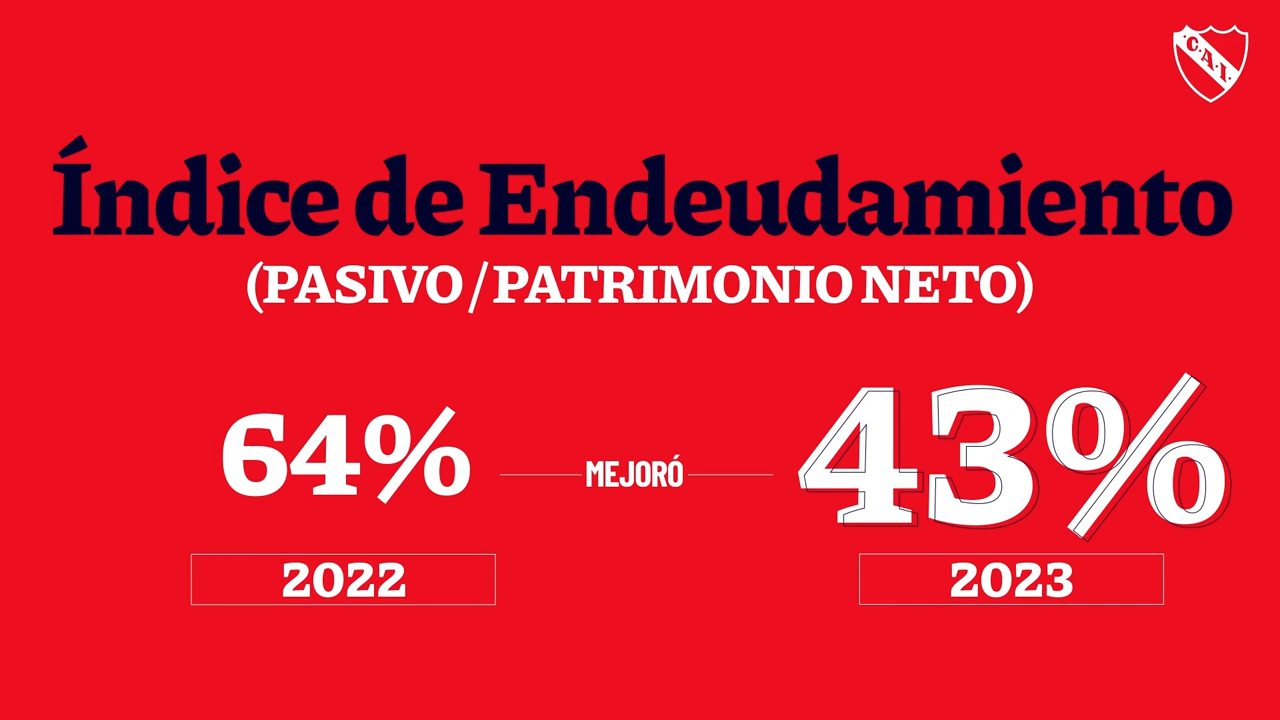 C.A.I.
Índice de Endeudamiento
(PASIVO / PATRIMONIO NETO)
64% MEJORÓ 43%
2022 2023